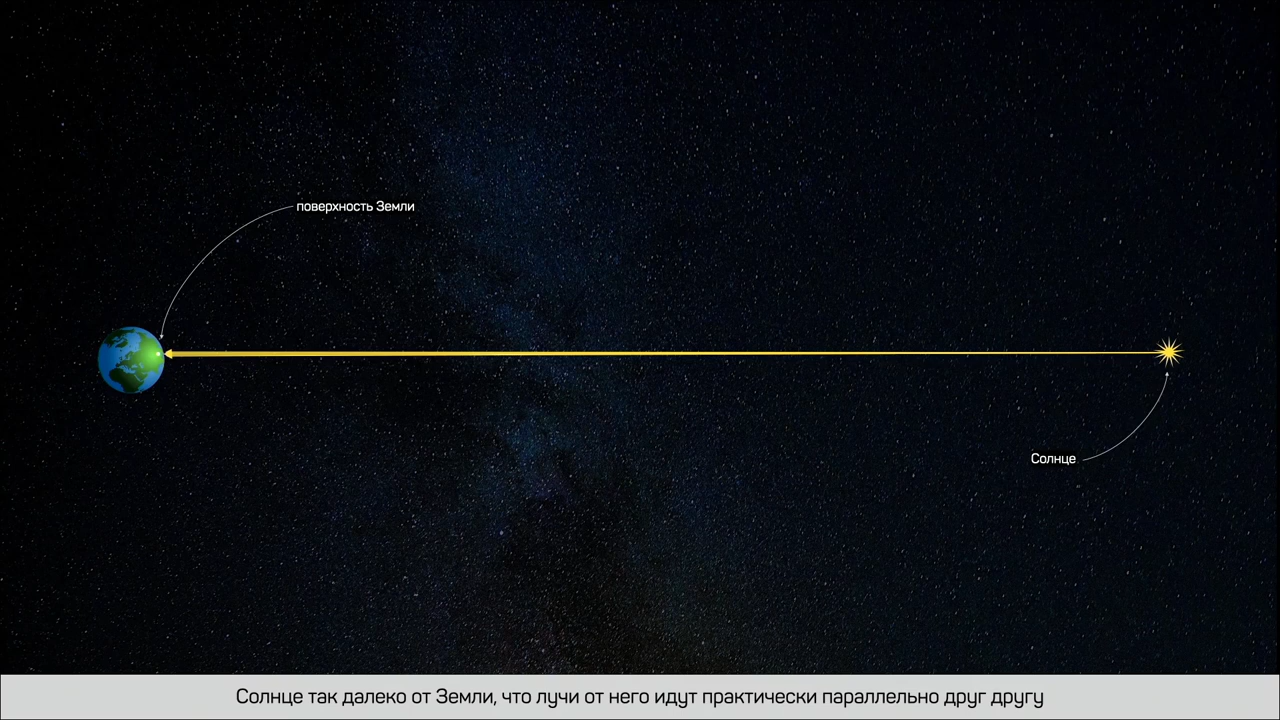 поверхность Земли
Солнце
Солнце так далеко от Земли, что лучи от него идут практически параллельно друг другу